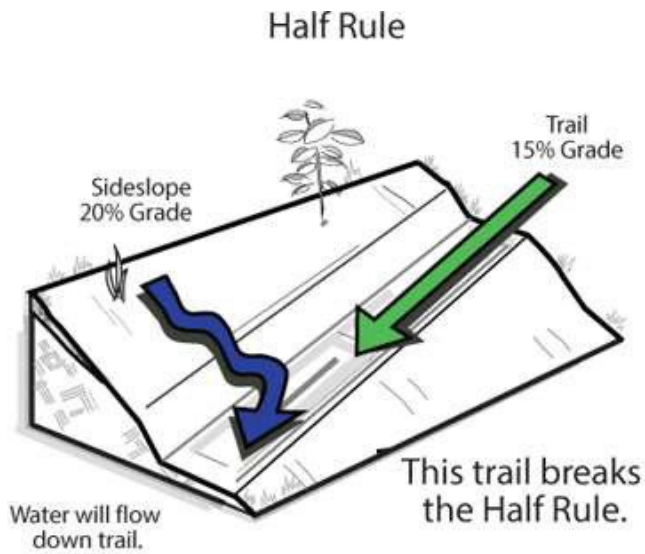 Half Rule
Trail
15% Grade
Sideslope
20% Grade
This trail breaks
the Half Rule.
Water will flow
down trail.